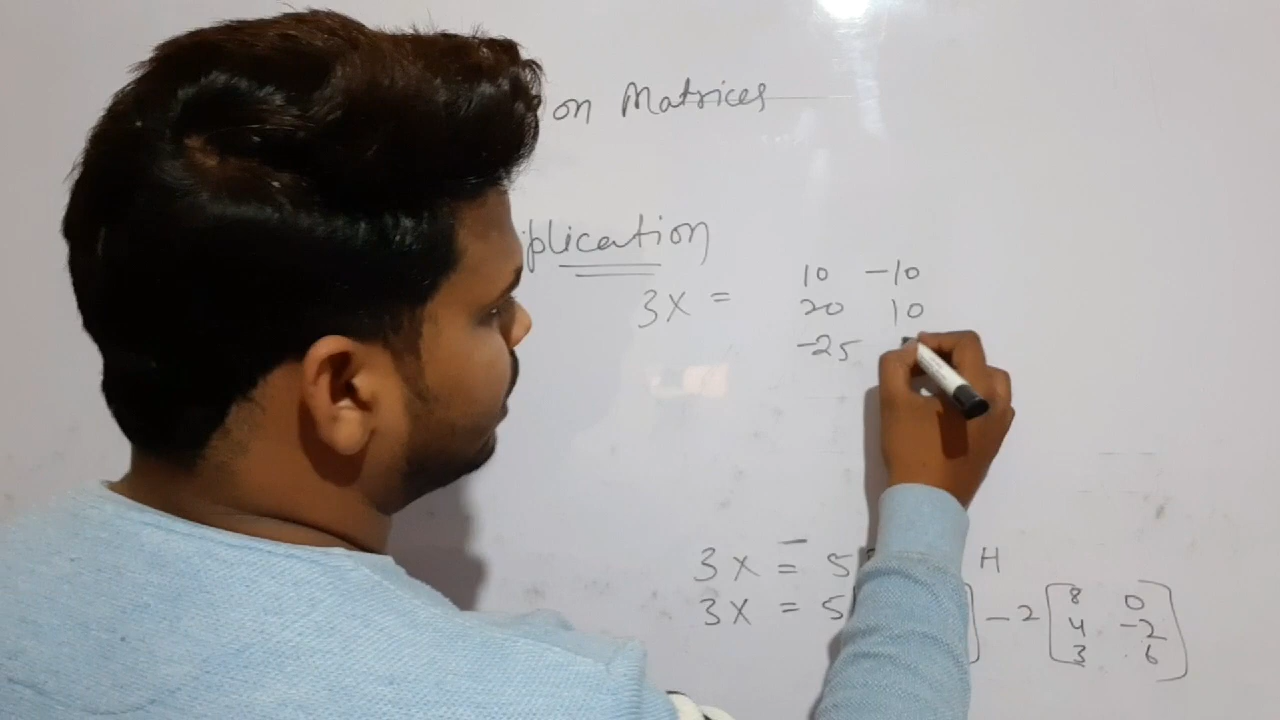 on Matrices
plication
10 -10
3X = 20 10
-25
3X = 5 H
3X = 5 - 2 [8 0
4 -2
3 6]